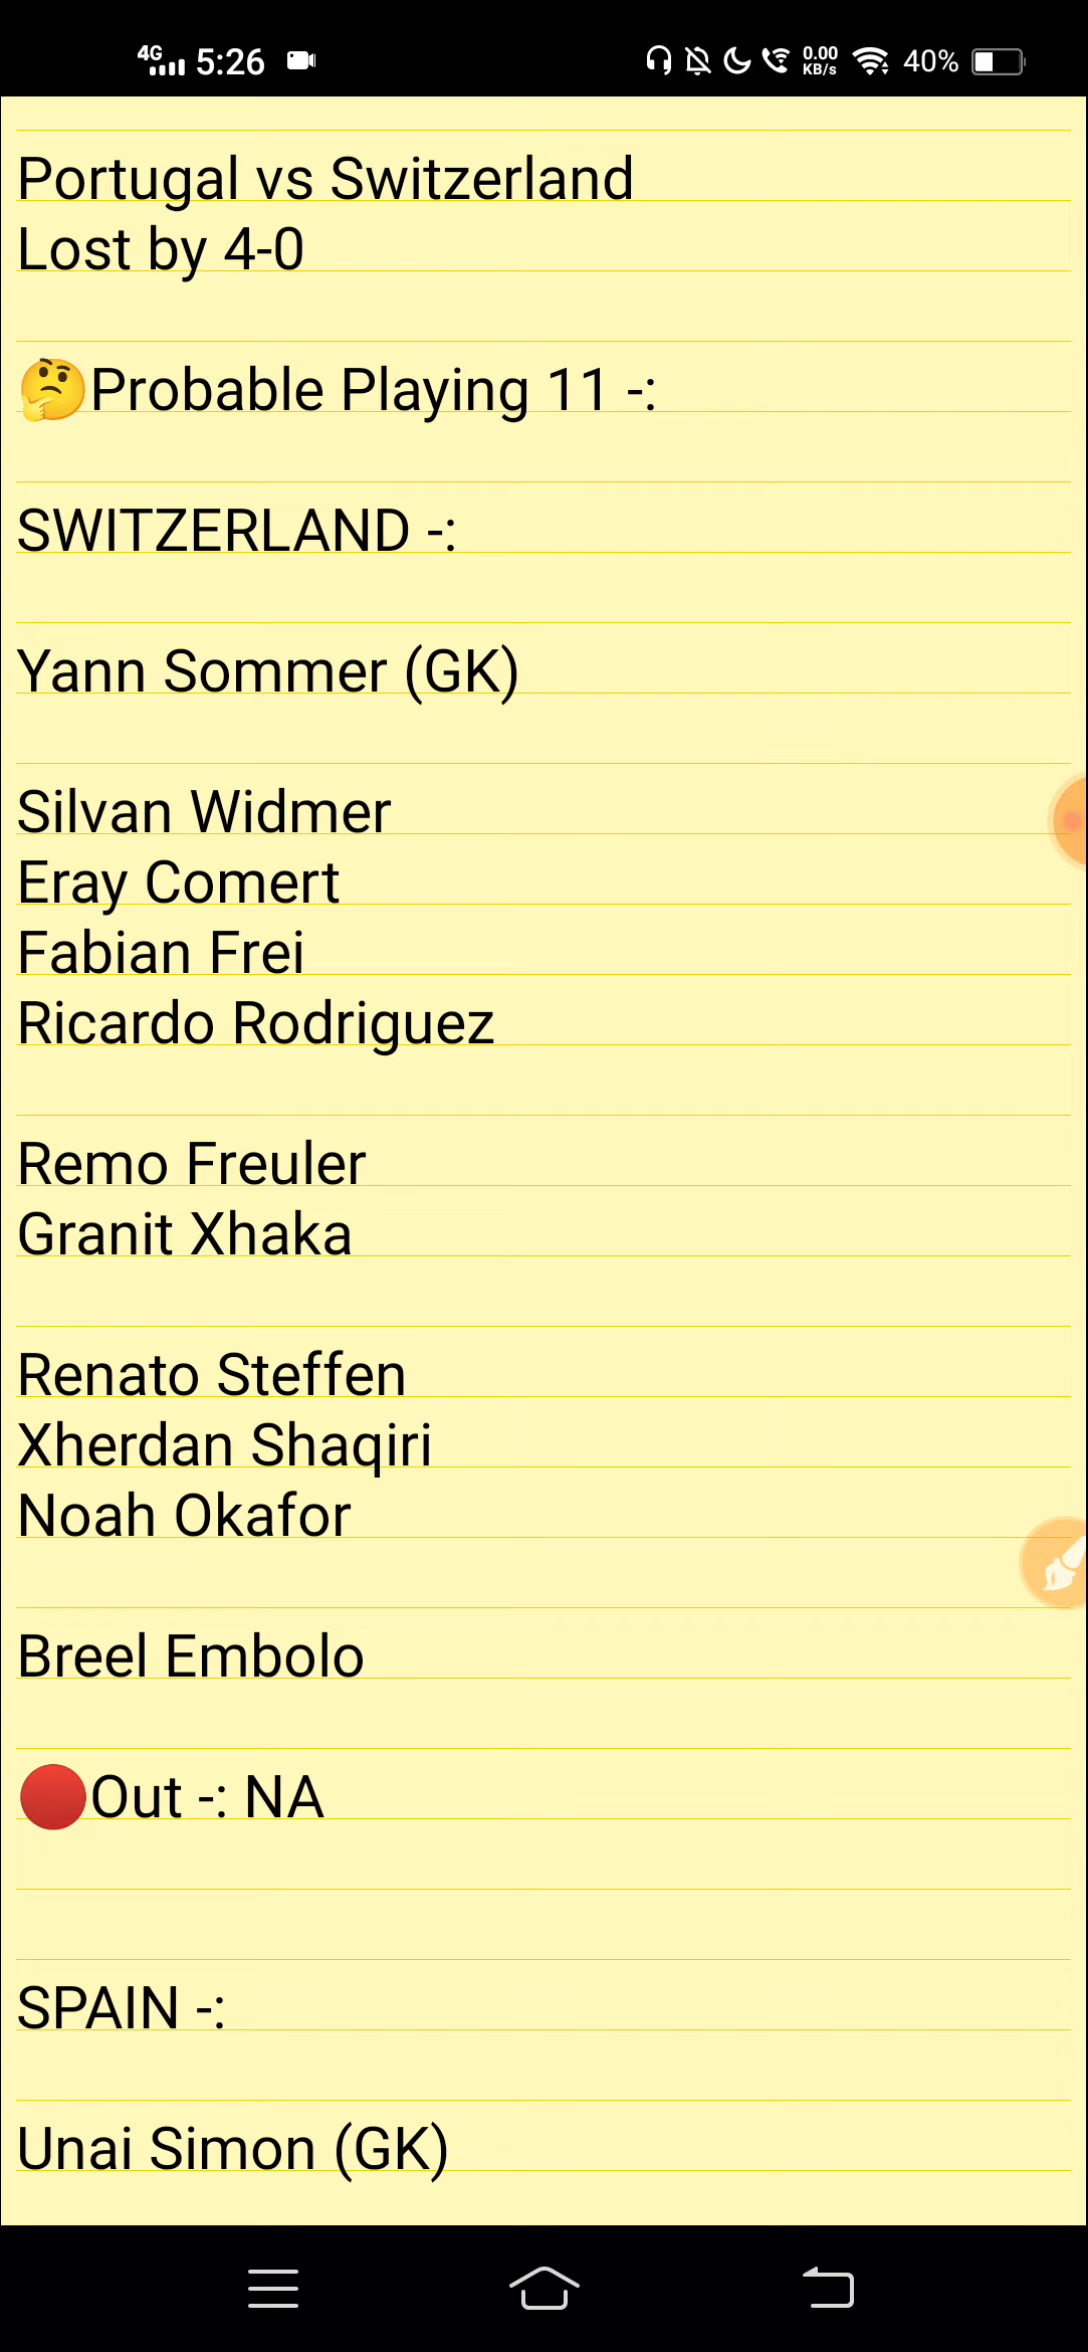 4G 5:26 0.00 KB/s 40%
Portugal vs Switzerland
Lost by 4-0
🤔Probable Playing 11 -:
SWITZERLAND -:
Yann Sommer (GK)
Silvan Widmer
Eray Comert
Fabian Frei
Ricardo Rodriguez
Remo Freuler
Granit Xhaka
Renato Steffen
Xherdan Shaqiri
Noah Okafor
Breel Embolo
🔴Out -: NA
SPAIN -:
Unai Simon (GK)